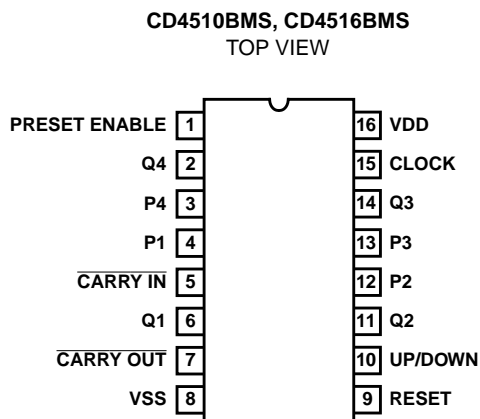 CD4510BMS, CD4516BMS
TOP VIEW
PRESET ENABLE 1 16 VDD
Q4 2 15 CLOCK
P4 3 14 Q3
P1 4 13 P3
CARRY IN 5 12 P2
Q1 6 11 Q2
CARRY OUT 7 10 UP/DOWN
VSS 8 9 RESET